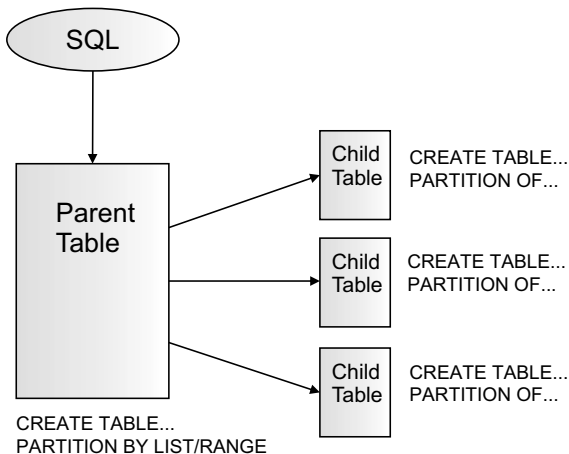 SQL
Parent
Table
Child
Table
CREATE TABLE...
PARTITION OF...
Child
Table
CREATE TABLE...
PARTITION OF...
Child
Table
CREATE TABLE...
PARTITION OF...
CREATE TABLE...
PARTITION BY LIST/RANGE